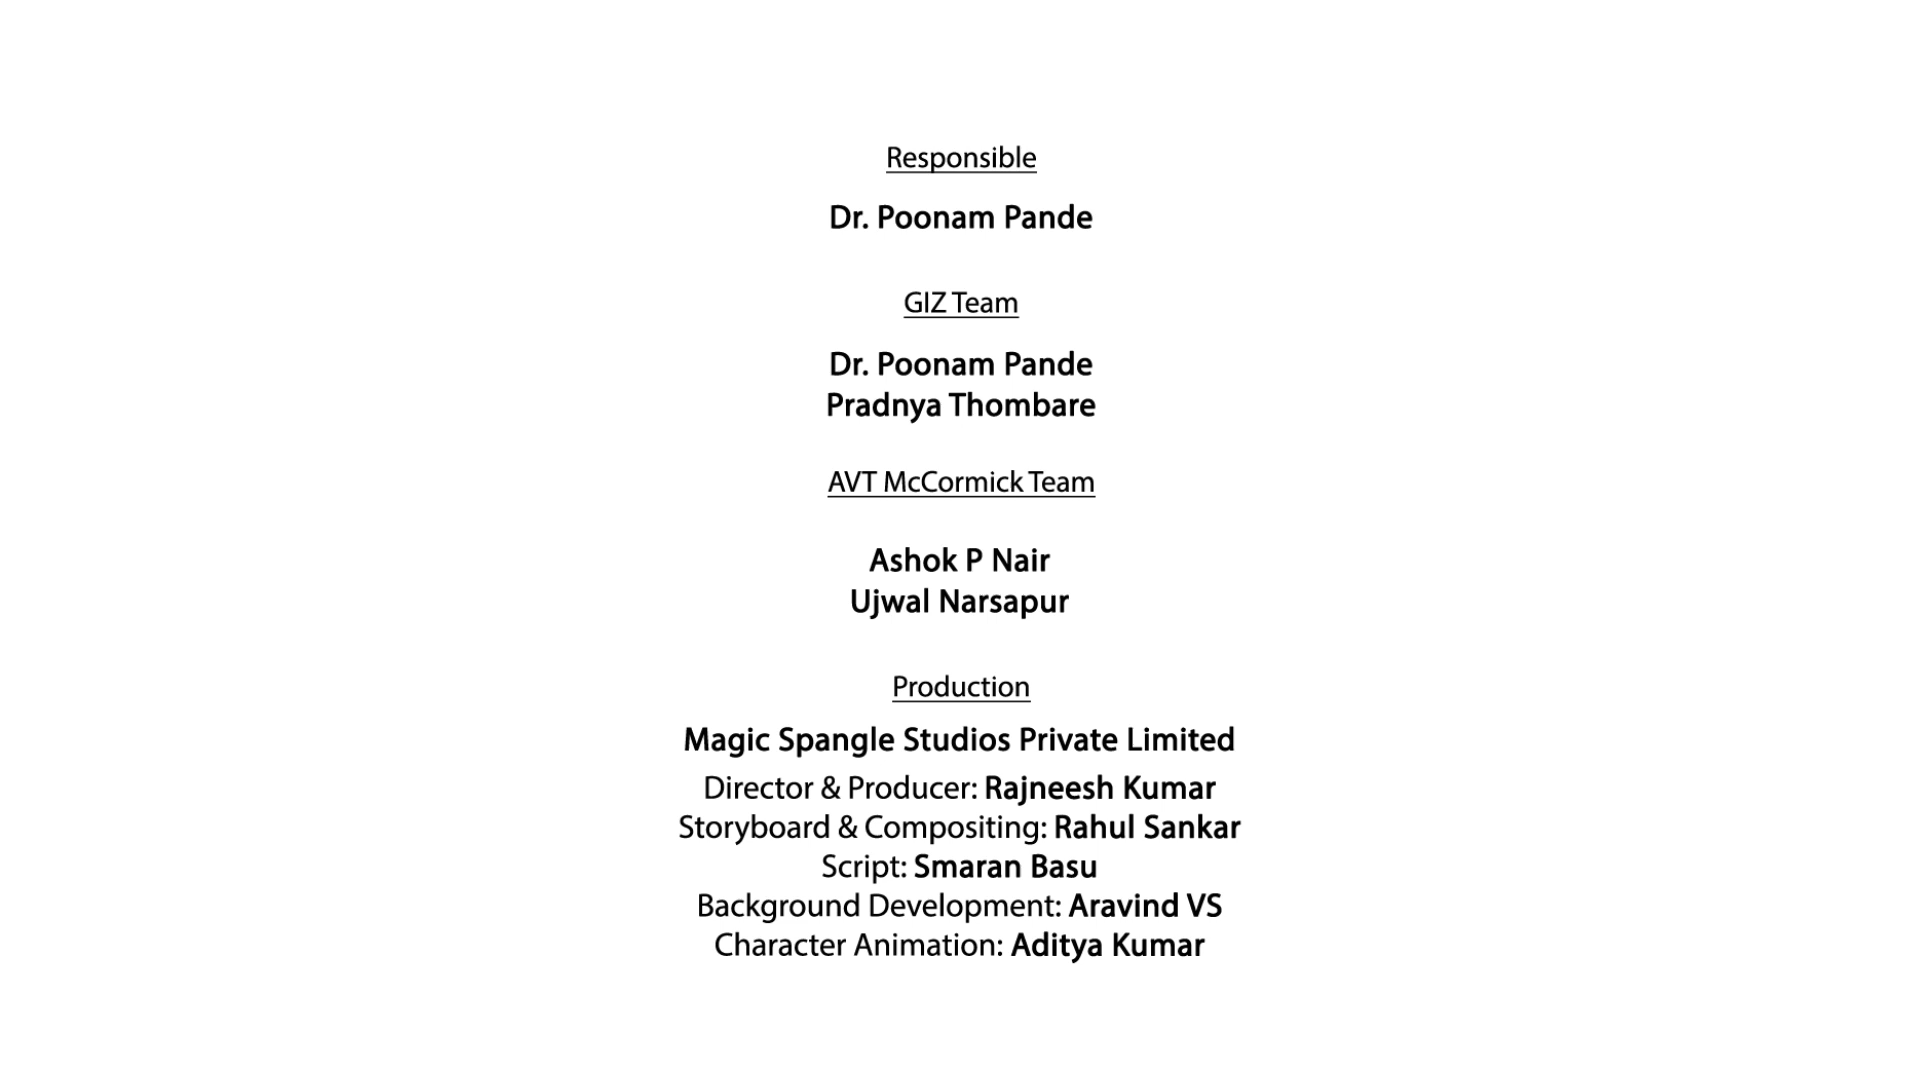 Responsible
Dr. Poonam Pande
GIZ Team
Dr. Poonam Pande
Pradnya Thombare
AVT McCormick Team
Ashok P Nair
Ujwal Narsapur
Production
Magic Spangle Studios Private Limited
Director & Producer: Rajneesh Kumar
Storyboard & Compositing: Rahul Sankar
Script: Smaran Basu
Background Development: Aravind VS
Character Animation: Aditya Kumar